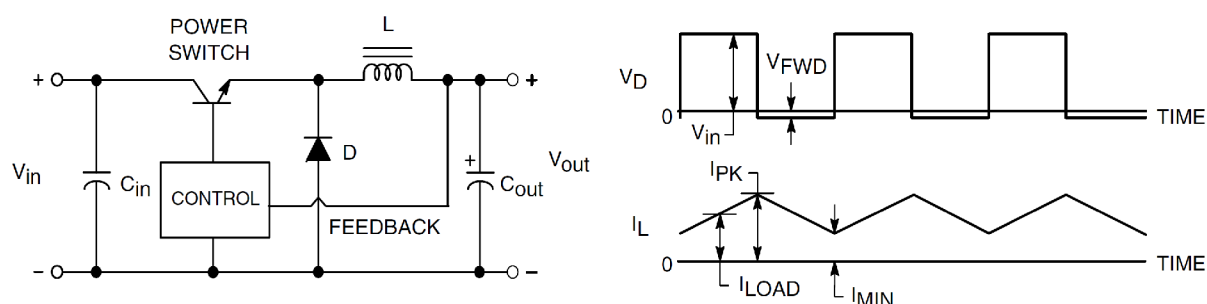 POWER
SWITCH
L
+
+
Vin
Cin
CONTROL
D
+
Cout
Vout
FEEDBACK
−
−
VD
VFWD
0
Vin
TIME
IPK
IL
0
ILOAD
IMIN
TIME